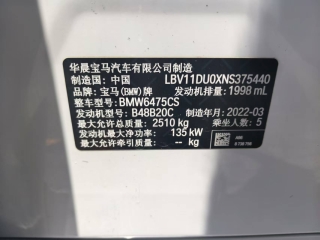 华晨宝马汽车有限公司制造
制造国：中国 LBV11DU0XNS375440
品牌：宝马(BMW)牌 发动机排量：1998 mL
整车型号：BMW6475CS
发动机型号：B48B20C 制造年月：2022-03
最大允许总质量：2510 kg 乘坐人数：5
发动机最大净功率：135 kW
最大允许牵引质量：-- kg